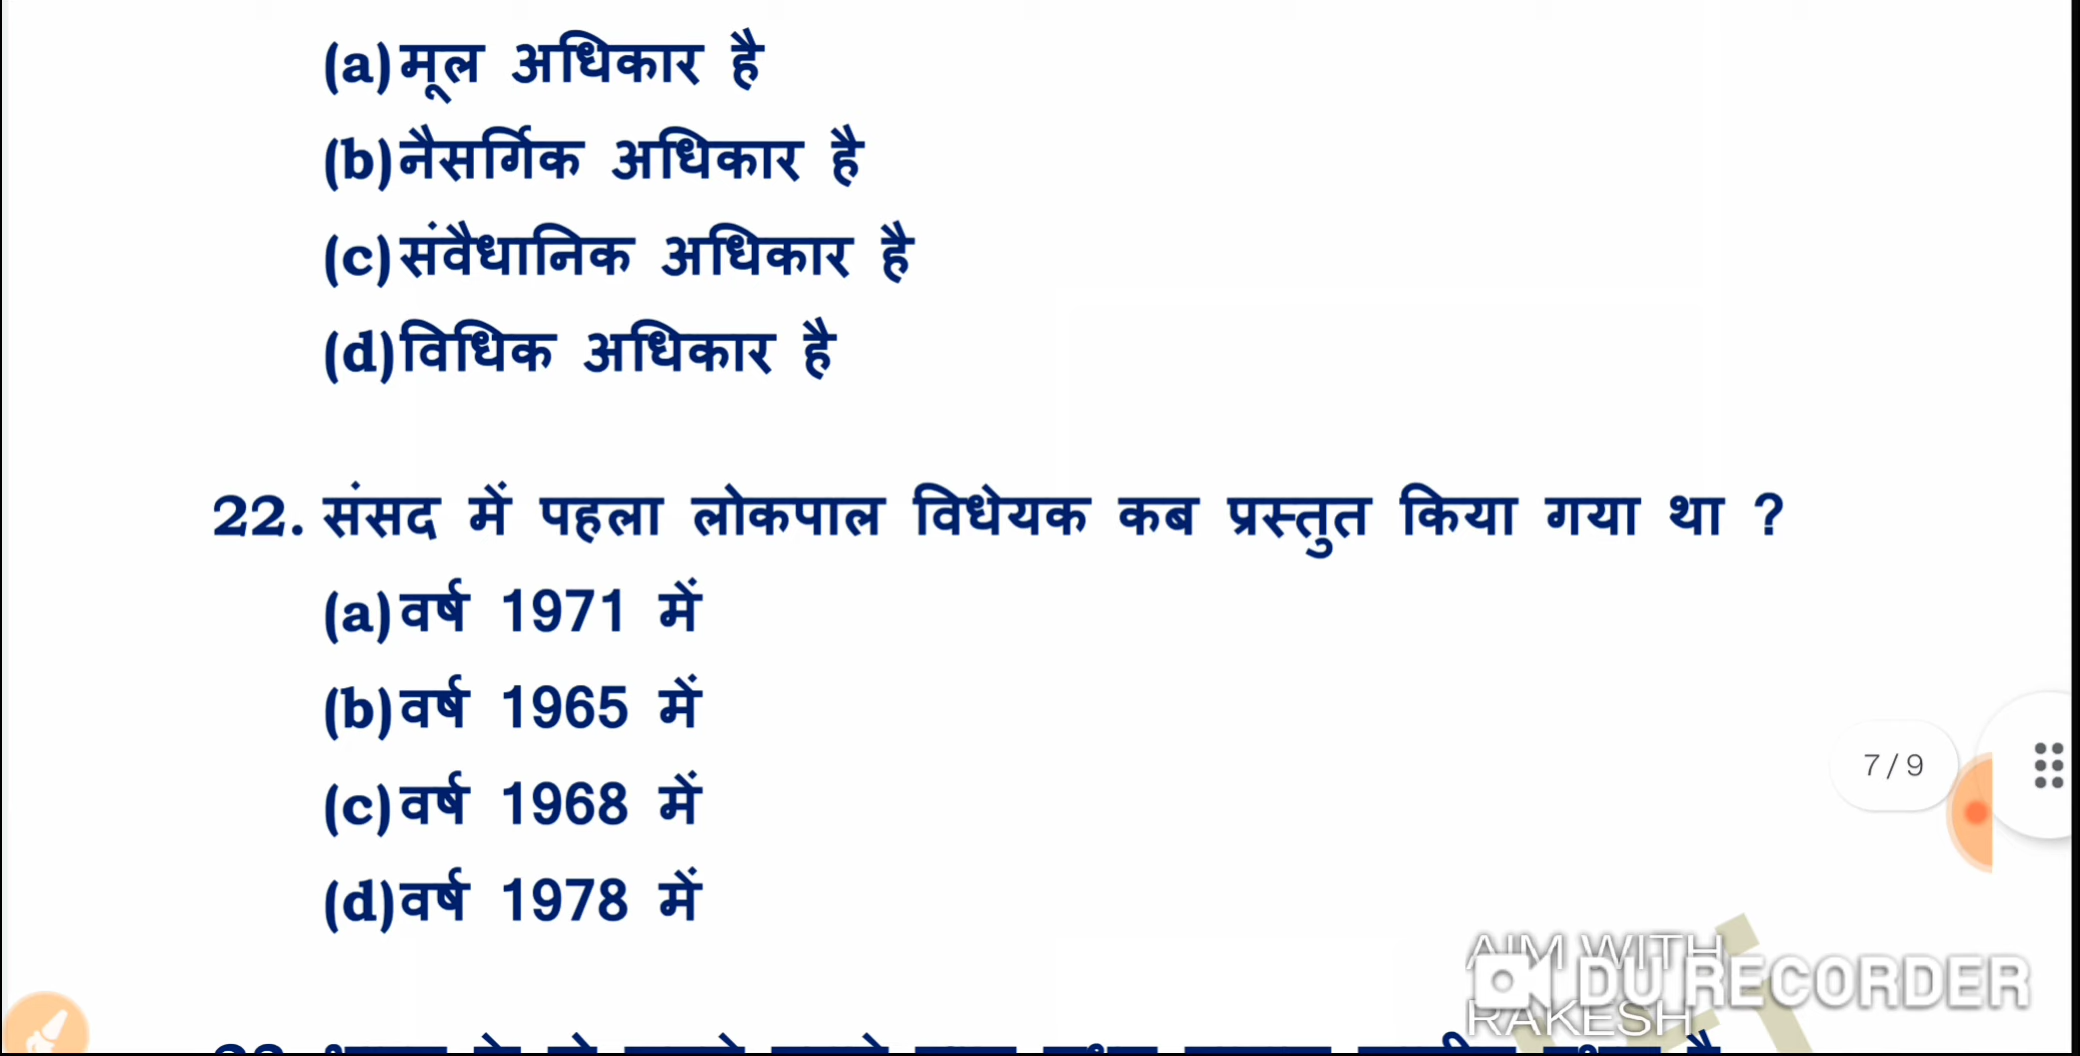 (a) मूल अधिकार है
(b) नैसर्गिक अधिकार है
(c) संवैधानिक अधिकार है
(d) विधिक अधिकार है
22. संसद में पहला लोकपाल विधेयक कब प्रस्तुत किया गया था ?
(a) वर्ष 1971 में
(b) वर्ष 1965 में
(c) वर्ष 1968 में
(d) वर्ष 1978 में
7/9
AIM WITH
DU RECORDER
RAKESH